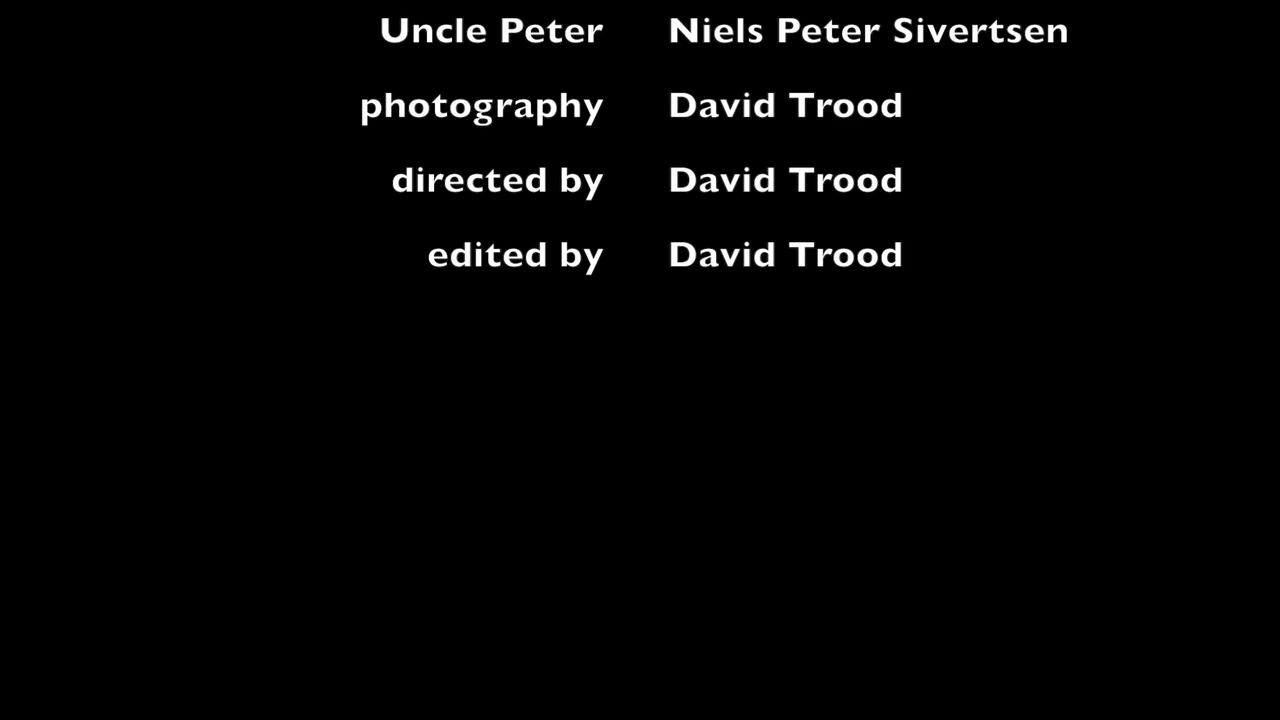 Uncle Peter Niels Peter Sivertsen
photography David Trood
directed by David Trood
edited by David Trood